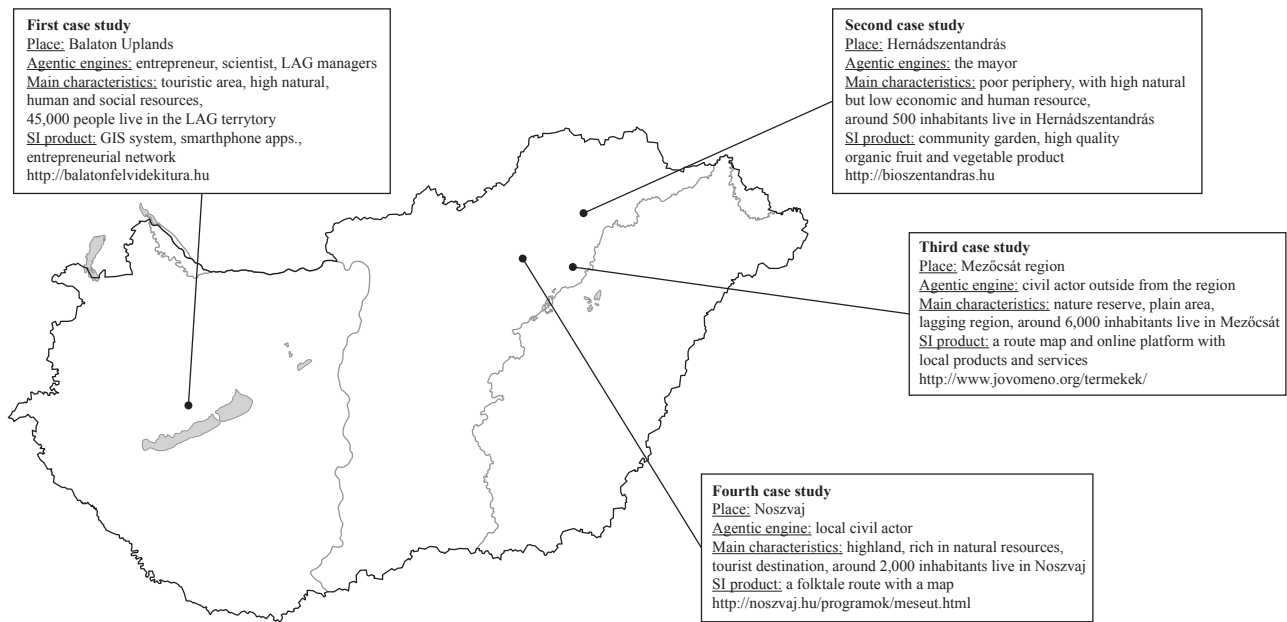 First case study
Place: Balaton Uplands
Agentic engines: entrepreneur, scientist, LAG managers
Main characteristics: touristic area, high natural,
human and social resources,
45,000 people live in the LAG terrytory
SI product: GIS system, smarthphone apps.,
entrepreneurial network
http://balatonfelvidekitura.hu
Second case study
Place: Hernádszentandrás
Agentic engines: the mayor
Main characteristics: poor periphery, with high natural
but low economic and human resource,
around 500 inhabitants live in Hernádszentandrás
SI product: community garden, high quality
organic fruit and vegetable product
http://bioszentandras.hu
Third case study
Place: Mezőcsát region
Agentic engine: civil actor outside from the region
Main characteristics: nature reserve, plain area,
lagging region, around 6,000 inhabitants live in Mezőcsát
SI product: a route map and online platform with
local products and services
http://www.jovomeno.org/termekek/
Fourth case study
Place: Noszvaj
Agentic engine: local civil actor
Main characteristics: highland, rich in natural resources,
tourist destination, around 2,000 inhabitants live in Noszvaj
SI product: a folktale route with a map
http://noszvaj.hu/programok/meseut.html